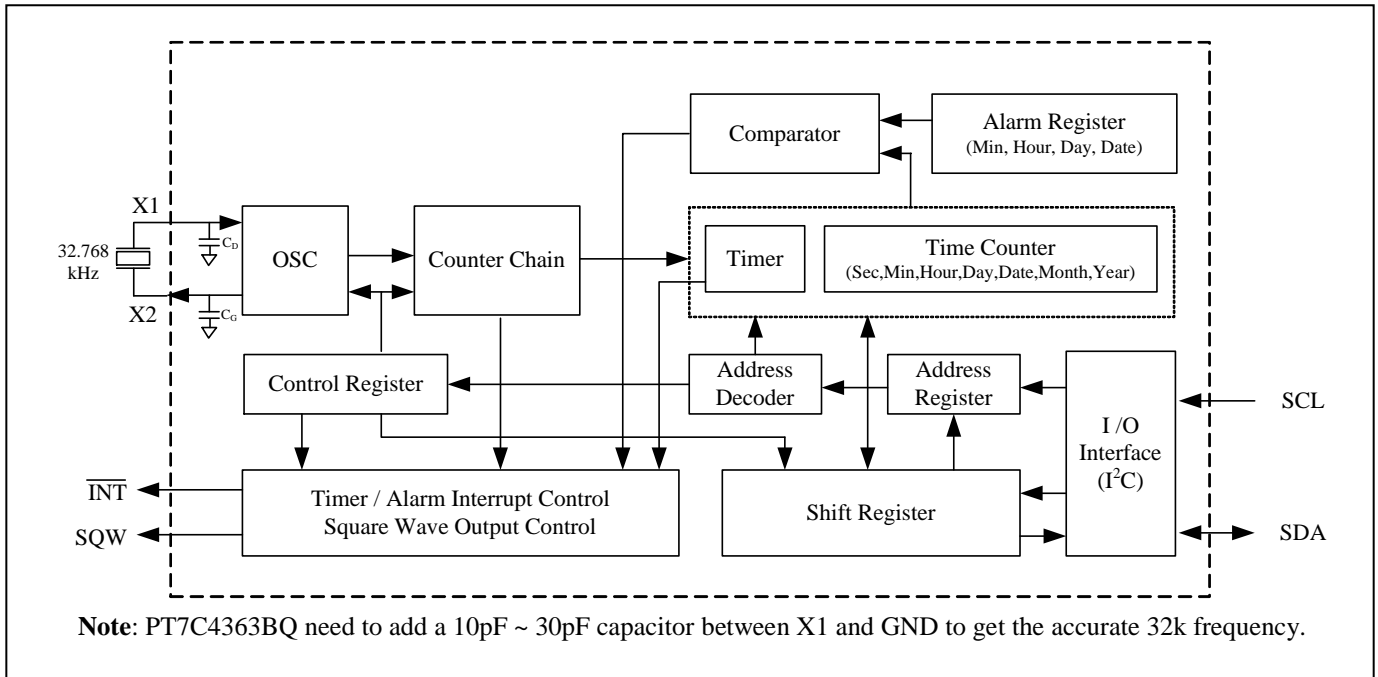 Comparator
Alarm Register
(Min, Hour, Day, Date)
X1
32.768
kHz
X2
C_D
C_G
OSC
Counter Chain
Timer
Time Counter
(Sec,Min,Hour,Day,Date,Month,Year)
Control Register
Address
Decoder
Address
Register
I /O
Interface
(I²C)
SCL
SDA
I̅N̅T̅
SQW
Timer / Alarm Interrupt Control
Square Wave Output Control
Shift Register
Note: PT7C4363BQ need to add a 10pF ~ 30pF capacitor between X1 and GND to get the accurate 32k frequency.